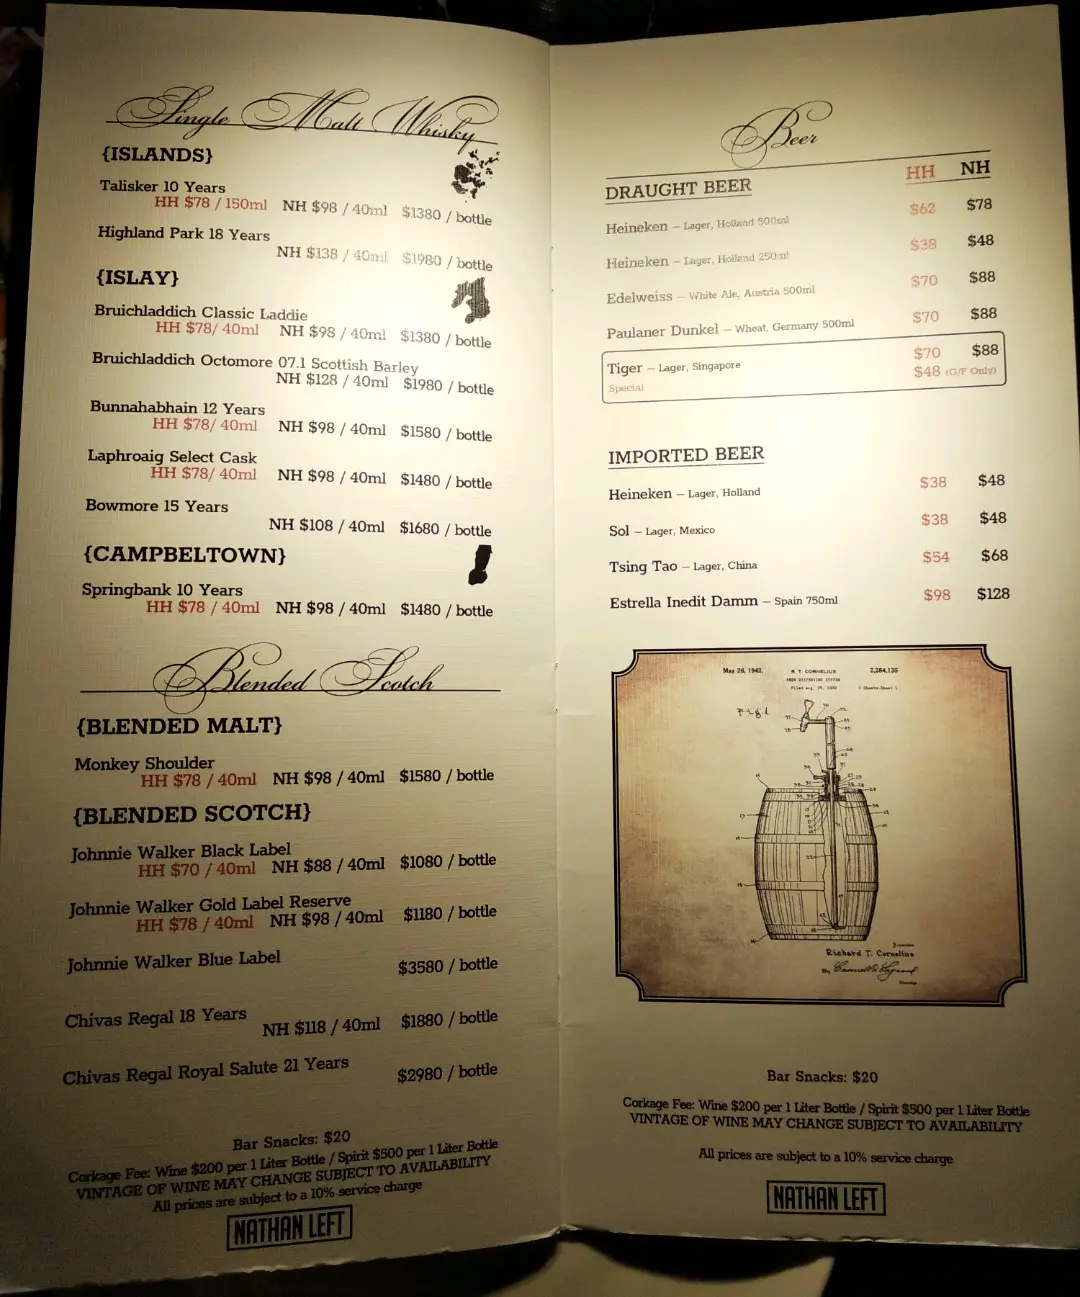 Single Malt Whisky
{ISLANDS}
Talisker 10 Years
HH $78 / 150ml NH $98 / 40ml $1380 / bottle
Highland Park 18 Years
NH $138 / 40ml $1980 / bottle
{ISLAY}
Bruichladdich Classic Laddie
HH $78/ 40ml NH $98 / 40ml $1380 / bottle
Bruichladdich Octomore 07.1 Scottish Barley
NH $128 / 40ml $1980 / bottle
Bunnahabhain 12 Years
HH $78/ 40ml NH $98 / 40ml $1580 / bottle
Laphroaig Select Cask
HH $78/ 40ml NH $98 / 40ml $1480 / bottle
Bowmore 15 Years
NH $108 / 40ml $1680 / bottle
{CAMPBELTOWN}
Springbank 10 Years
HH $78 / 40ml NH $98 / 40ml $1480 / bottle
Blended Scotch
{BLENDED MALT}
Monkey Shoulder
HH $78 / 40ml NH $98 / 40ml $1580 / bottle
{BLENDED SCOTCH}
Johnnie Walker Black Label
HH $70 / 40ml NH $88 / 40ml $1080 / bottle
Johnnie Walker Gold Label Reserve
HH $78 / 40ml NH $98 / 40ml $1180 / bottle
Johnnie Walker Blue Label
$3580 / bottle
Chivas Regal 18 Years
NH $118 / 40ml $1880 / bottle
Chivas Regal Royal Salute 21 Years
$2980 / bottle
Bar Snacks: $20
Corkage Fee: Wine $200 per 1 Liter Bottle / Spirit $500 per 1 Liter Bottle
VINTAGE OF WINE MAY CHANGE SUBJECT TO AVAILABILITY
All prices are subject to a 10% service charge
NATHAN LEFT
Beer
DRAUGHT BEER HH NH
Heineken – Lager, Holland 500ml $62 $78
Heineken – Lager, Holland 250ml $38 $48
Edelweiss – White Ale, Austria 500ml $70 $88
Paulaner Dunkel – Wheat, Germany 500ml $70 $88
Tiger – Lager, Singapore $70 $88
Special $48 (G/F Only)
IMPORTED BEER
Heineken – Lager, Holland $38 $48
Sol – Lager, Mexico $38 $48
Tsing Tao – Lager, China $54 $68
Estrella Inedit Damm – Spain 750ml $98 $128
May 26, 1942. R. T. CORNELIUS 2,284,135
BEER DISPENSING SYSTEM
Fig.1
Richard T. Cornelius
Bar Snacks: $20
Corkage Fee: Wine $200 per 1 Liter Bottle / Spirit $500 per 1 Liter Bottle
VINTAGE OF WINE MAY CHANGE SUBJECT TO AVAILABILITY
All prices are subject to a 10% service charge
NATHAN LEFT